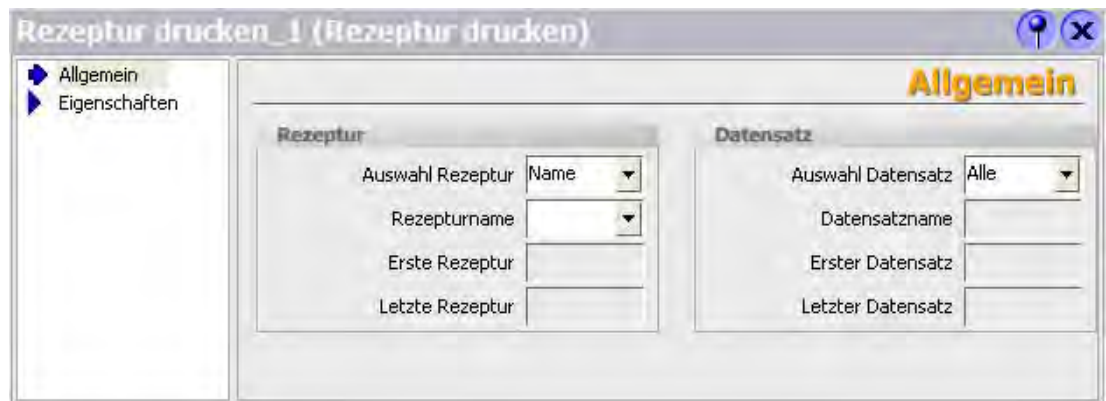 Rezeptur drucken_1 (Rezeptur drucken)
Allgemein
Eigenschaften
Allgemein
Rezeptur
Auswahl Rezeptur Name
Rezepturname
Erste Rezeptur
Letzte Rezeptur
Datensatz
Auswahl Datensatz Alle
Datensatzname
Erster Datensatz
Letzter Datensatz